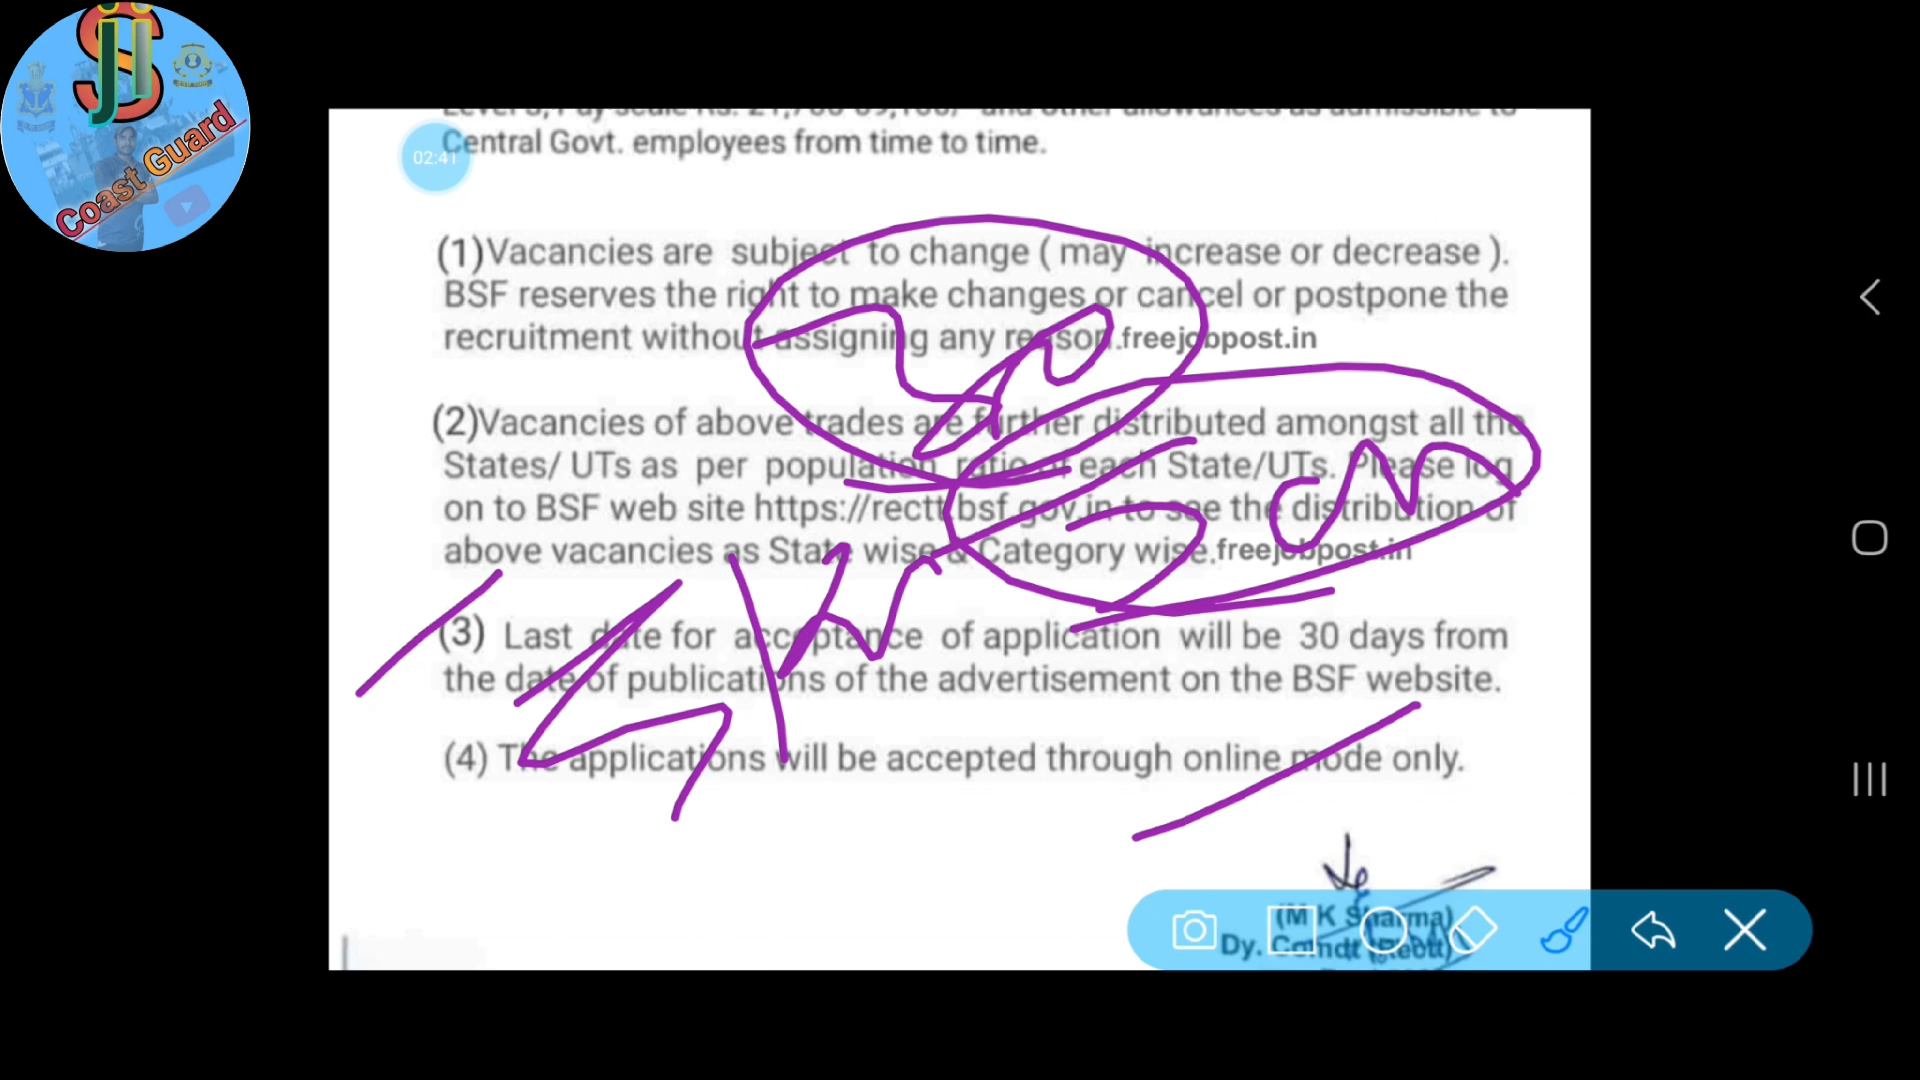 S
ji
Coast Guard
02:41
Central Govt. employees from time to time.
(1)Vacancies are subject to change ( may increase or decrease ).
BSF reserves the right to make changes or cancel or postpone the
recruitment without assigning any reason.freejobpost.in
(2)Vacancies of above trades are further distributed amongst all the
States/ UTs as per population ratio of each State/UTs. Please log
on to BSF web site https://rectt.bsf.gov.in to see the distribution of
above vacancies as State wise & Category wise.freejobpost.in
(3) Last date for acceptance of application will be 30 days from
the date of publications of the advertisement on the BSF website.
(4) The applications will be accepted through online mode only.
(M K Sharma)
Dy. Comdt (Rectt)